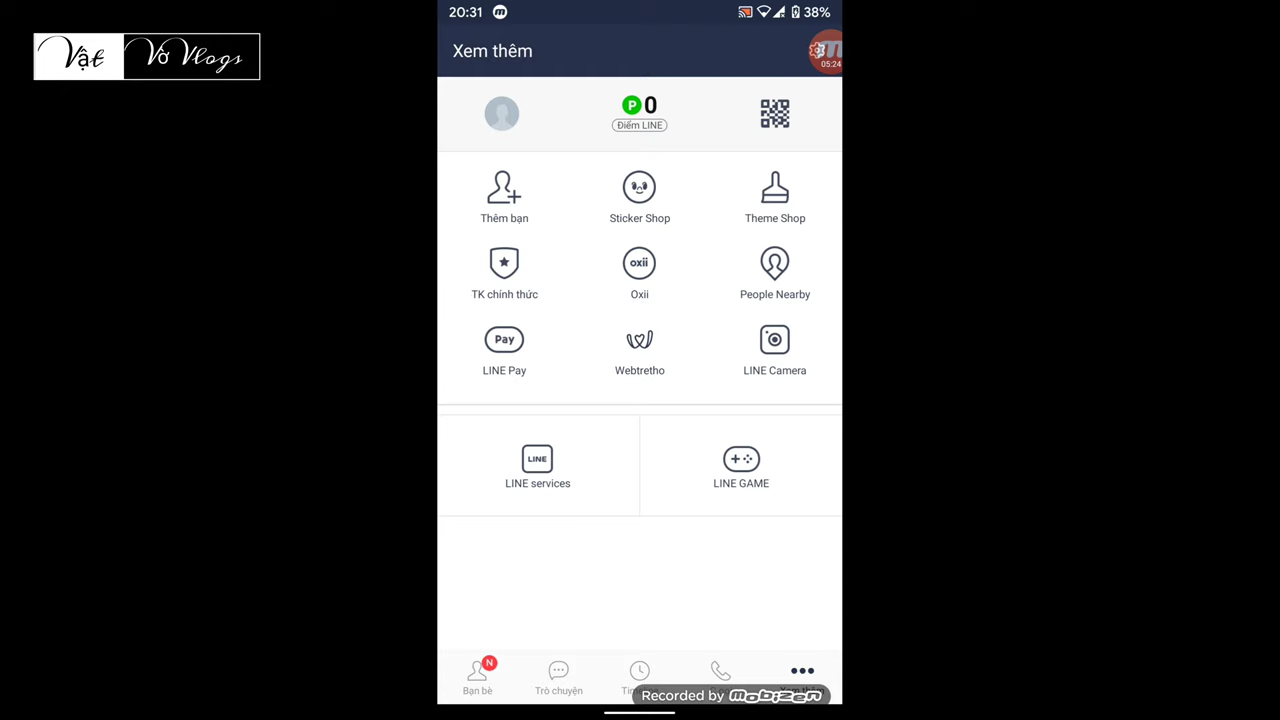 Vật Vờ Vlogs
20:31
38%
Xem thêm
05:24
P 0
Điểm LINE
Thêm bạn
Sticker Shop
Theme Shop
oxii
TK chính thức
Oxii
People Nearby
Pay
LINE Pay
Webtretho
LINE Camera
LINE
LINE services
LINE GAME
N
Bạn bè
Trò chuyện
Recorded by mobizen